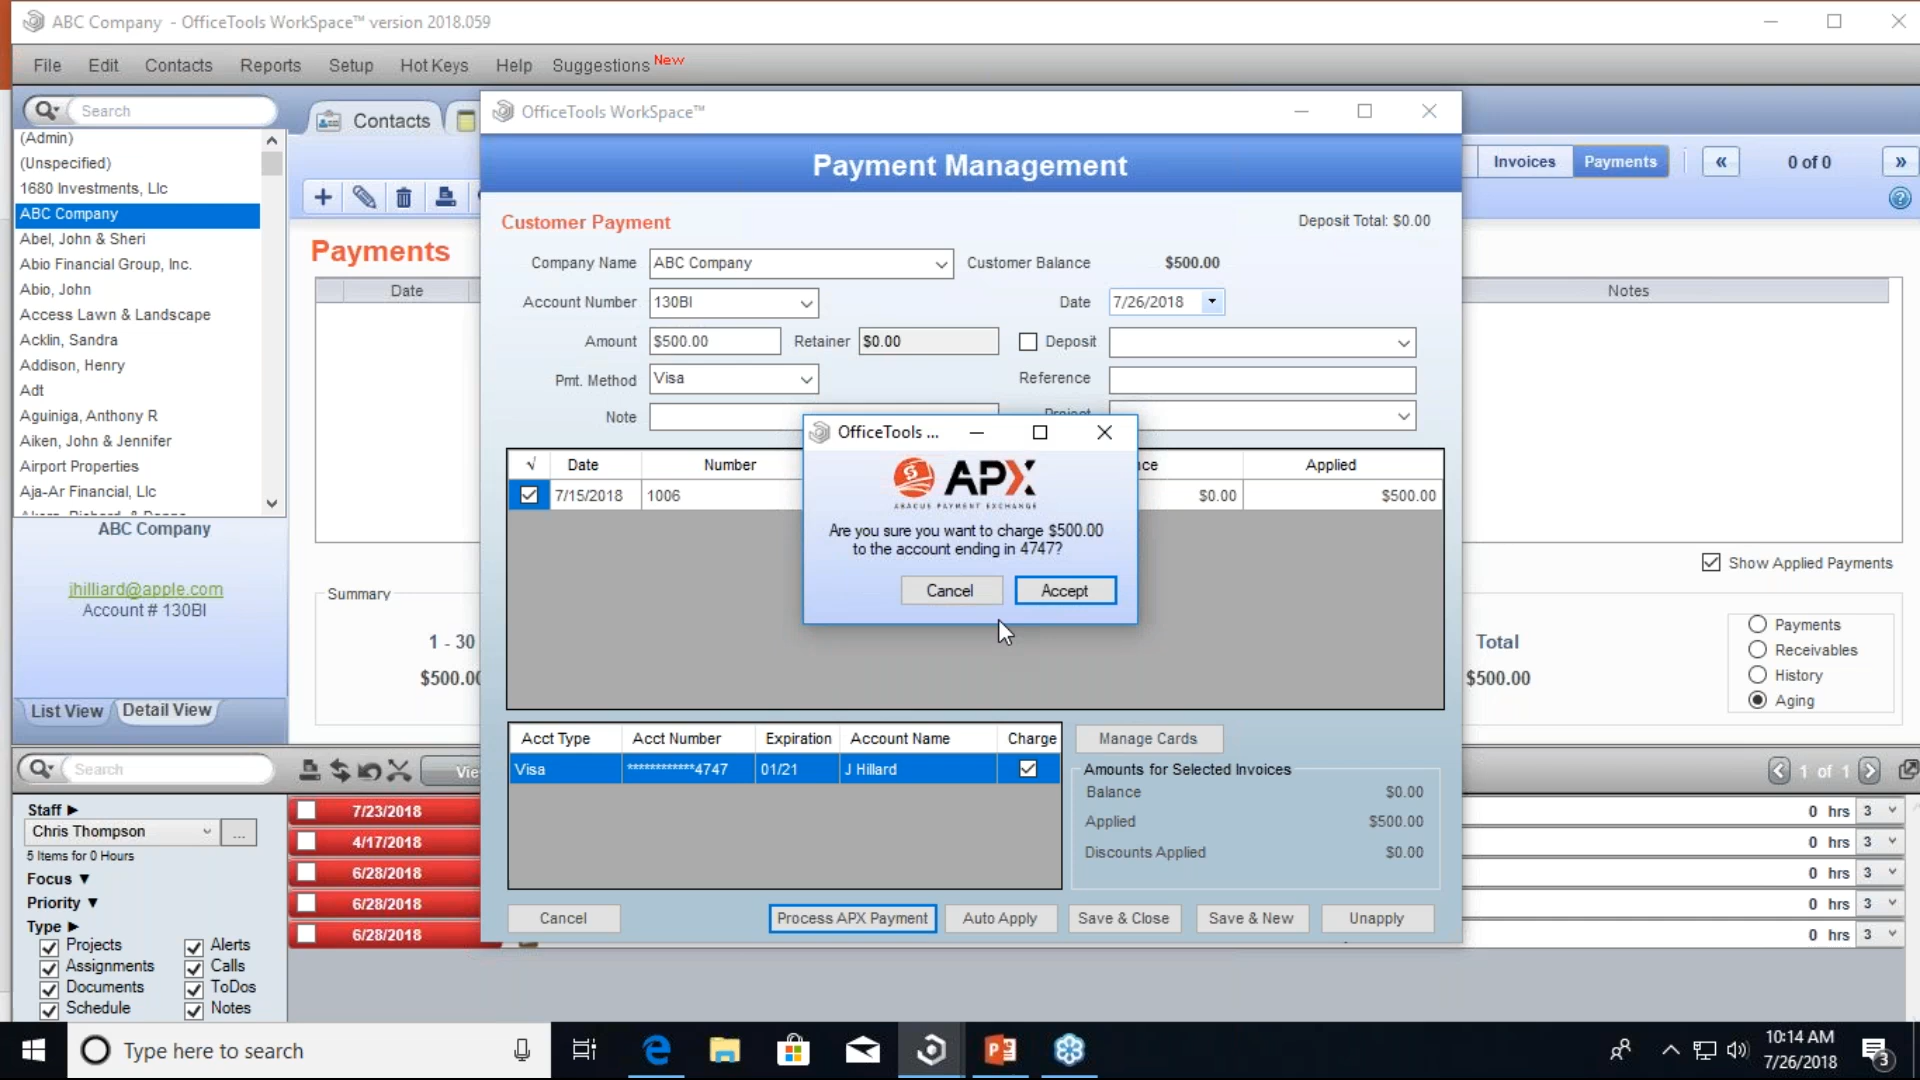 ABC Company - OfficeTools WorkSpace™ version 2018.059
File Edit Contacts Reports Setup Hot Keys Help Suggestions New
Search
(Admin)
(Unspecified)
1680 Investments, Llc
ABC Company
Abel, John & Sheri
Abio Financial Group, Inc.
Abio, John
Access Lawn & Landscape
Acklin, Sandra
Addison, Henry
Adt
Aguiniga, Anthony R
Aiken, John & Jennifer
Airport Properties
Aja-Ar Financial, Llc
ABC Company
jhilliard@apple.com
Account # 130BI
List View Detail View
Contacts
Payments
Date
Summary
1 - 30
$500.00
OfficeTools WorkSpace™
Payment Management
Customer Payment
Deposit Total: $0.00
Company Name ABC Company Customer Balance $500.00
Account Number 130BI Date 7/26/2018
Amount $500.00 Retainer $0.00 Deposit
Pmt. Method Visa Reference
Note Project
√ Date Number Applied
7/15/2018 1006 $0.00 $500.00
OfficeTools ...
APX
ABACUS PAYMENT EXCHANGE
Are you sure you want to charge $500.00
to the account ending in 4747?
Cancel Accept
Acct Type Acct Number Expiration Account Name Charge
Visa ************4747 01/21 J Hillard
Manage Cards
Amounts for Selected Invoices
Balance $0.00
Applied $500.00
Discounts Applied $0.00
Cancel Process APX Payment Auto Apply Save & Close Save & New Unapply
Invoices Payments « 0 of 0 »
Notes
Show Applied Payments
Total
$500.00
Payments
Receivables
History
Aging
Search
1 of 1
Staff
Chris Thompson ...
5 Items for 0 Hours
Focus
Priority
Type
Projects Alerts
Assignments Calls
Documents ToDos
Schedule Notes
7/23/2018 0 hrs 3
4/17/2018 0 hrs 3
6/28/2018 0 hrs 3
6/28/2018 0 hrs 3
6/28/2018 0 hrs 3
Type here to search
10:14 AM
7/26/2018
3